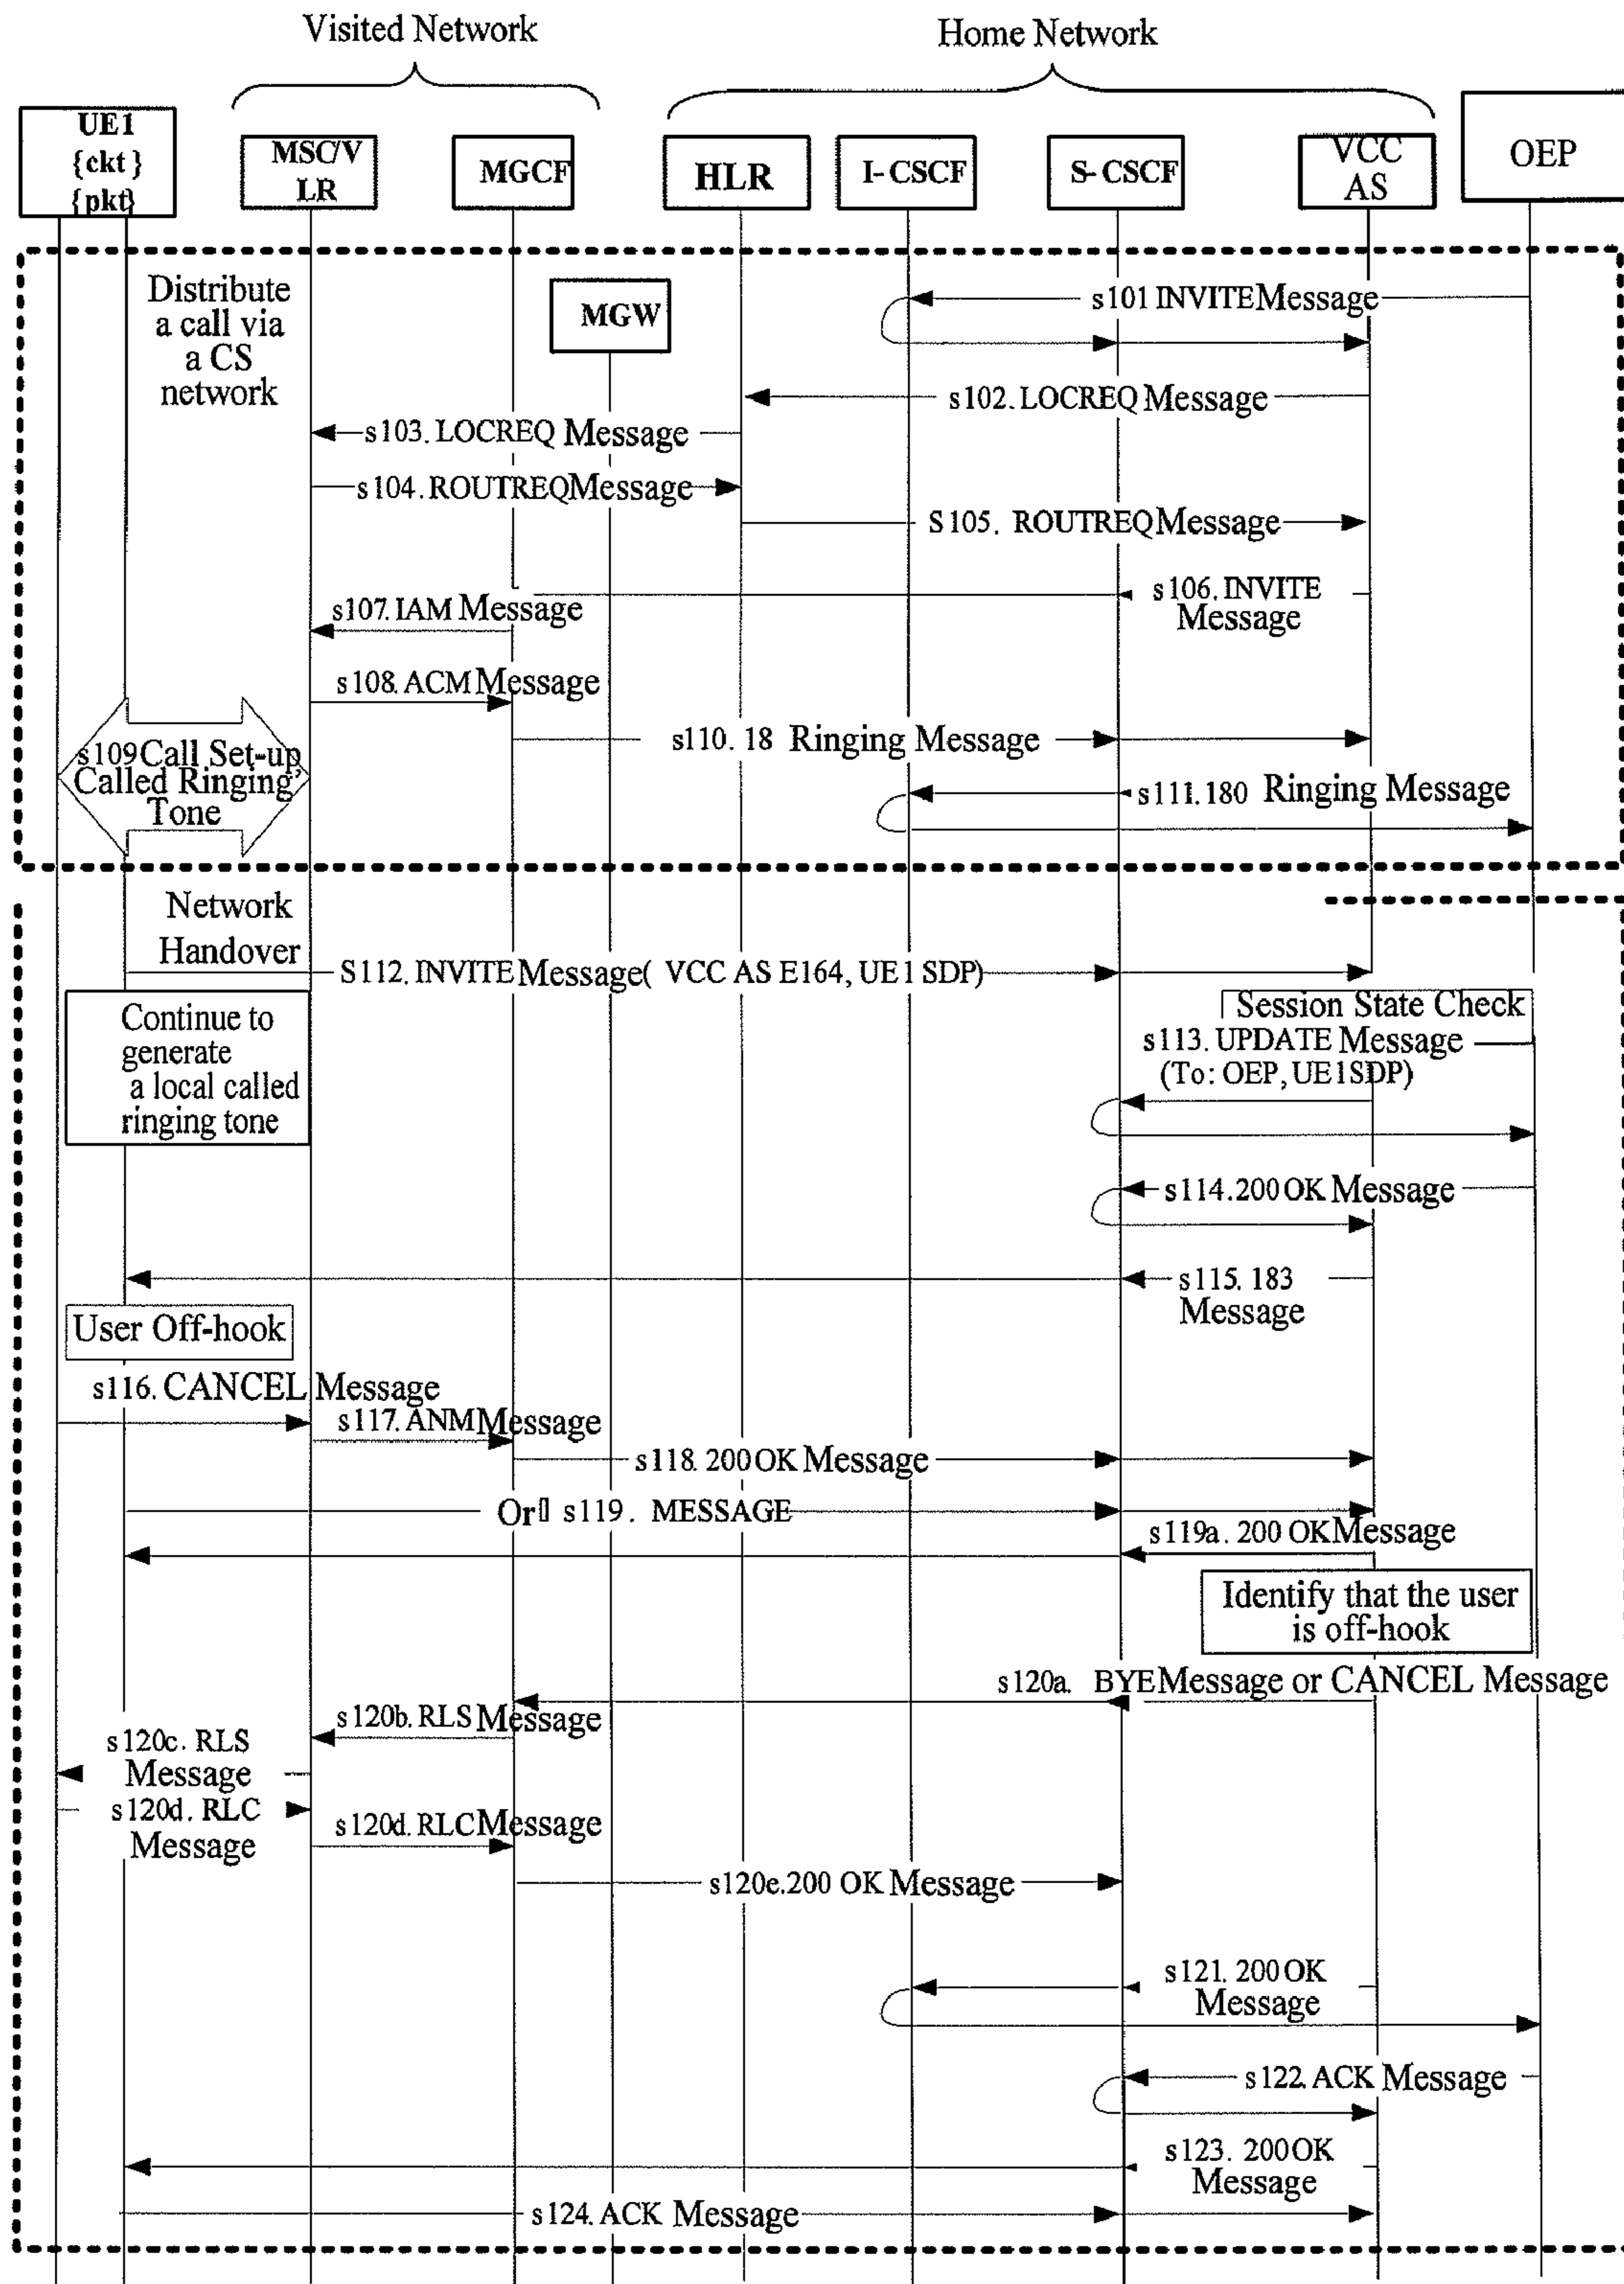 Visited Network
Home Network
UE1
{ckt}
{pkt}
MSC/V
LR
MGCF
HLR
I-CSCF
S-CSCF
VCC
AS
OEP
Distribute
a call via
a CS
network
MGW
s101 INVITE Message
s102. LOCREQ Message
s103. LOCREQ Message
s104. ROUTREQ Message
S105. ROUTREQ Message
s106. INVITE
Message
s107. IAM Message
s108. ACM Message
s109 Call Set-up,
Called Ringing
Tone
s110. 18 Ringing Message
s111. 180 Ringing Message
Network
Handover
S112. INVITE Message( VCC AS E164, UE1 SDP)
Continue to
generate
a local called
ringing tone
Session State Check
s113. UPDATE Message
(To: OEP, UE1SDP)
s114. 200 OK Message
s115. 183
Message
User Off-hook
s116. CANCEL Message
s117. ANM Message
s118. 200 OK Message
Or s119. MESSAGE
s119a. 200 OK Message
Identify that the user
is off-hook
s120a. BYE Message or CANCEL Message
s120b. RLS Message
s120c. RLS
Message
s120d. RLC
Message
s120d. RLC Message
s120e. 200 OK Message
s121. 200 OK
Message
s122. ACK Message
s123. 200 OK
Message
s124. ACK Message